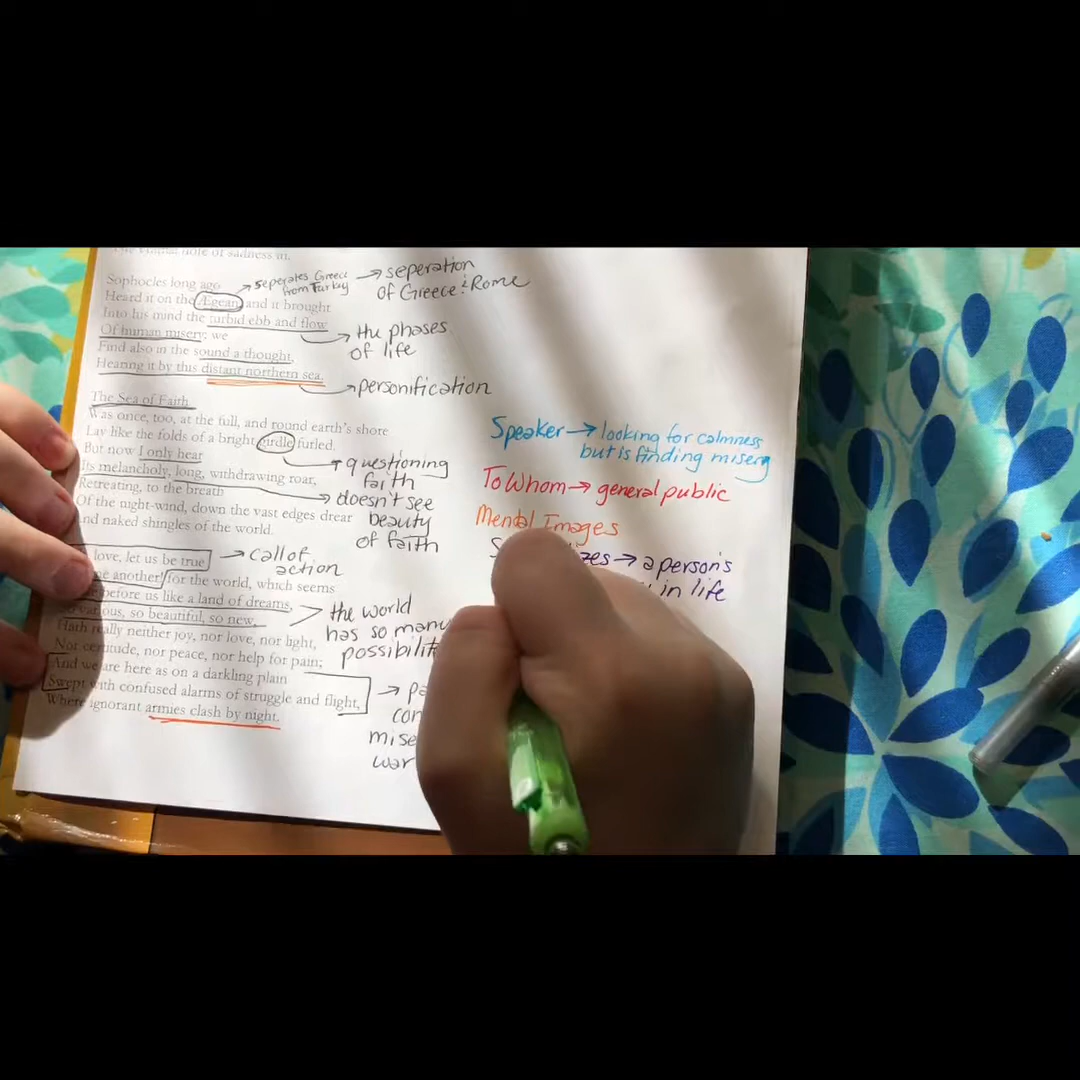 The eternal note of sadness in.
Sophocles long ago
Heard it on the Ægean, and it brought
Into his mind the turbid ebb and flow
Of human misery; we
Find also in the sound a thought,
Hearing it by this distant northern sea.
The Sea of Faith
Was once, too, at the full, and round earth's shore
Lay like the folds of a bright girdle furled.
But now I only hear
Its melancholy, long, withdrawing roar,
Retreating, to the breath
Of the night-wind, down the vast edges drear
And naked shingles of the world.
love, let us be true
one another! for the world, which seems
before us like a land of dreams,
So various, so beautiful, so new,
Hath really neither joy, nor love, nor light,
Nor certitude, nor peace, nor help for pain;
And we are here as on a darkling plain
Swept with confused alarms of struggle and flight,
Where ignorant armies clash by night.
seperates Greece
from Turkey
→ seperation
of Greece & Rome
the phases
of life
personification
questioning
faith
doesn't see
beauty
of faith
→ call of
action
the world
has so many
→
war
Speaker → looking for calmness
but is finding misery
To Whom → general public
Mental Images
→ a person's
in life